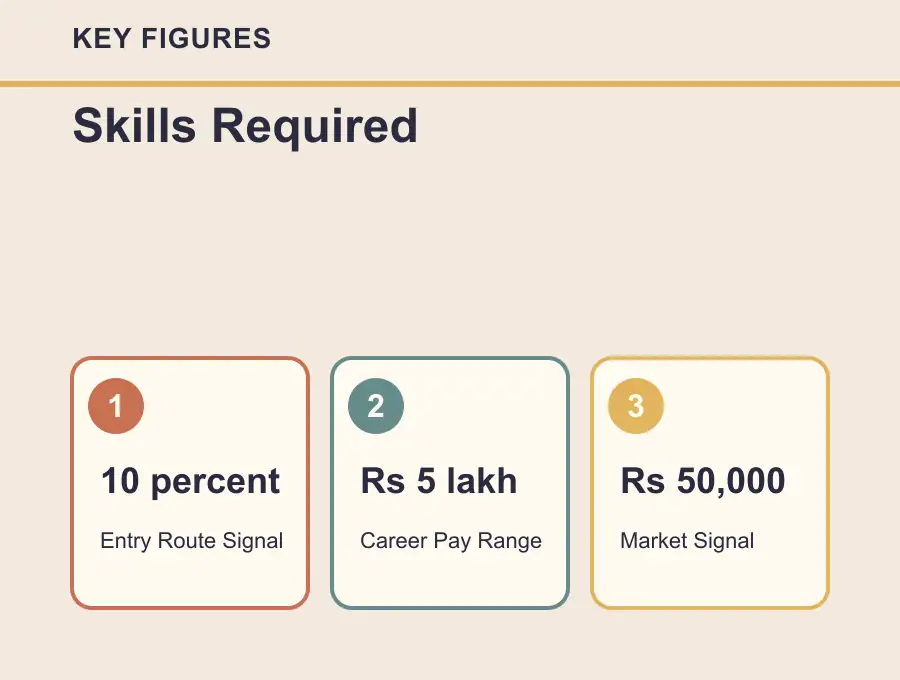 KEY FIGURES
Skills Required
1
2
3
10 percent
Rs 5 lakh
Rs 50,000
Entry Route Signal
Career Pay Range
Market Signal